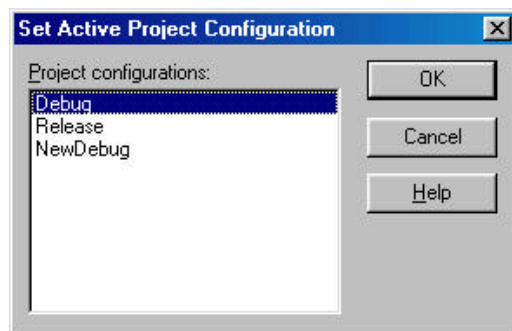 Set Active Project Configuration
Project configurations:
Debug
Release
NewDebug
OK
Cancel
Help